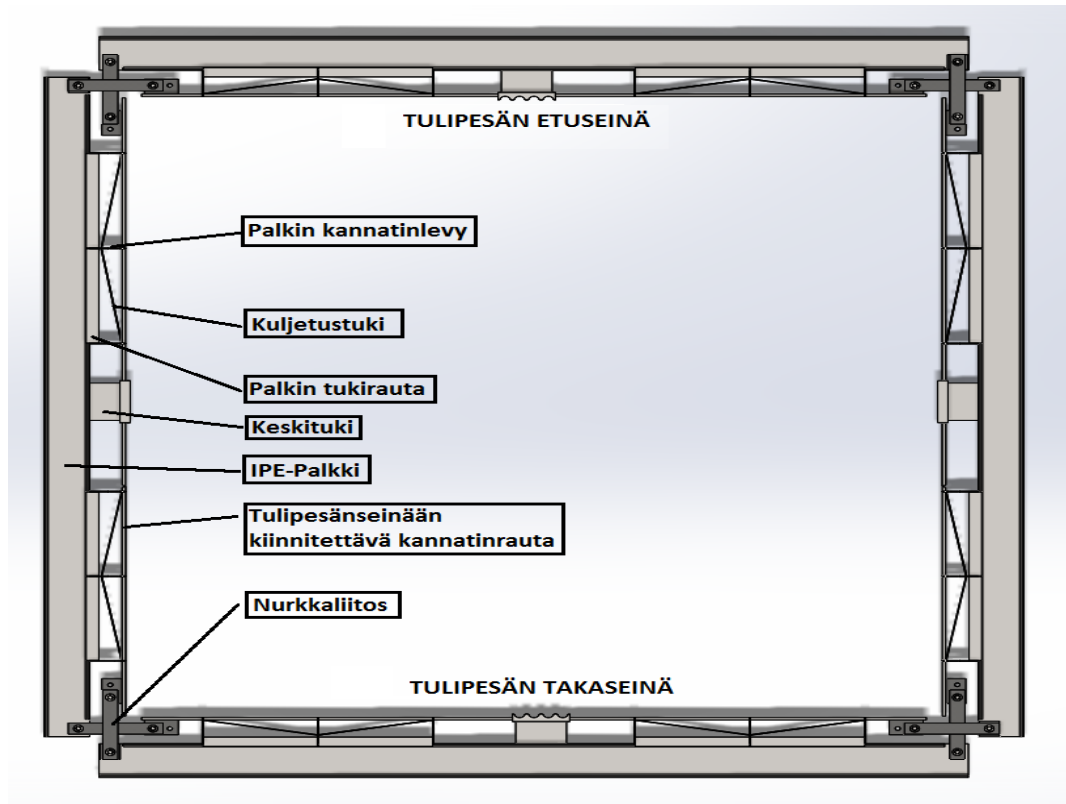 TULIPESÄN ETUSEINÄ
Palkin kannatinlevy
Kuljetustuki
Palkin tukirauta
Keskituki
IPE-Palkki
Tulipesänseinään
kiinnitettävä kannatinrauta
Nurkkaliitos
TULIPESÄN TAKASEINÄ